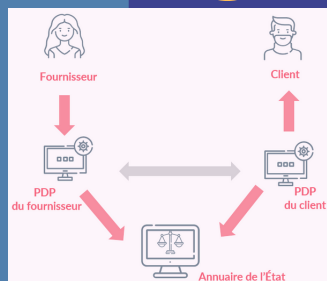 Fournisseur
Client
PDP
du fournisseur
PDP
du client
Annuaire de l'État